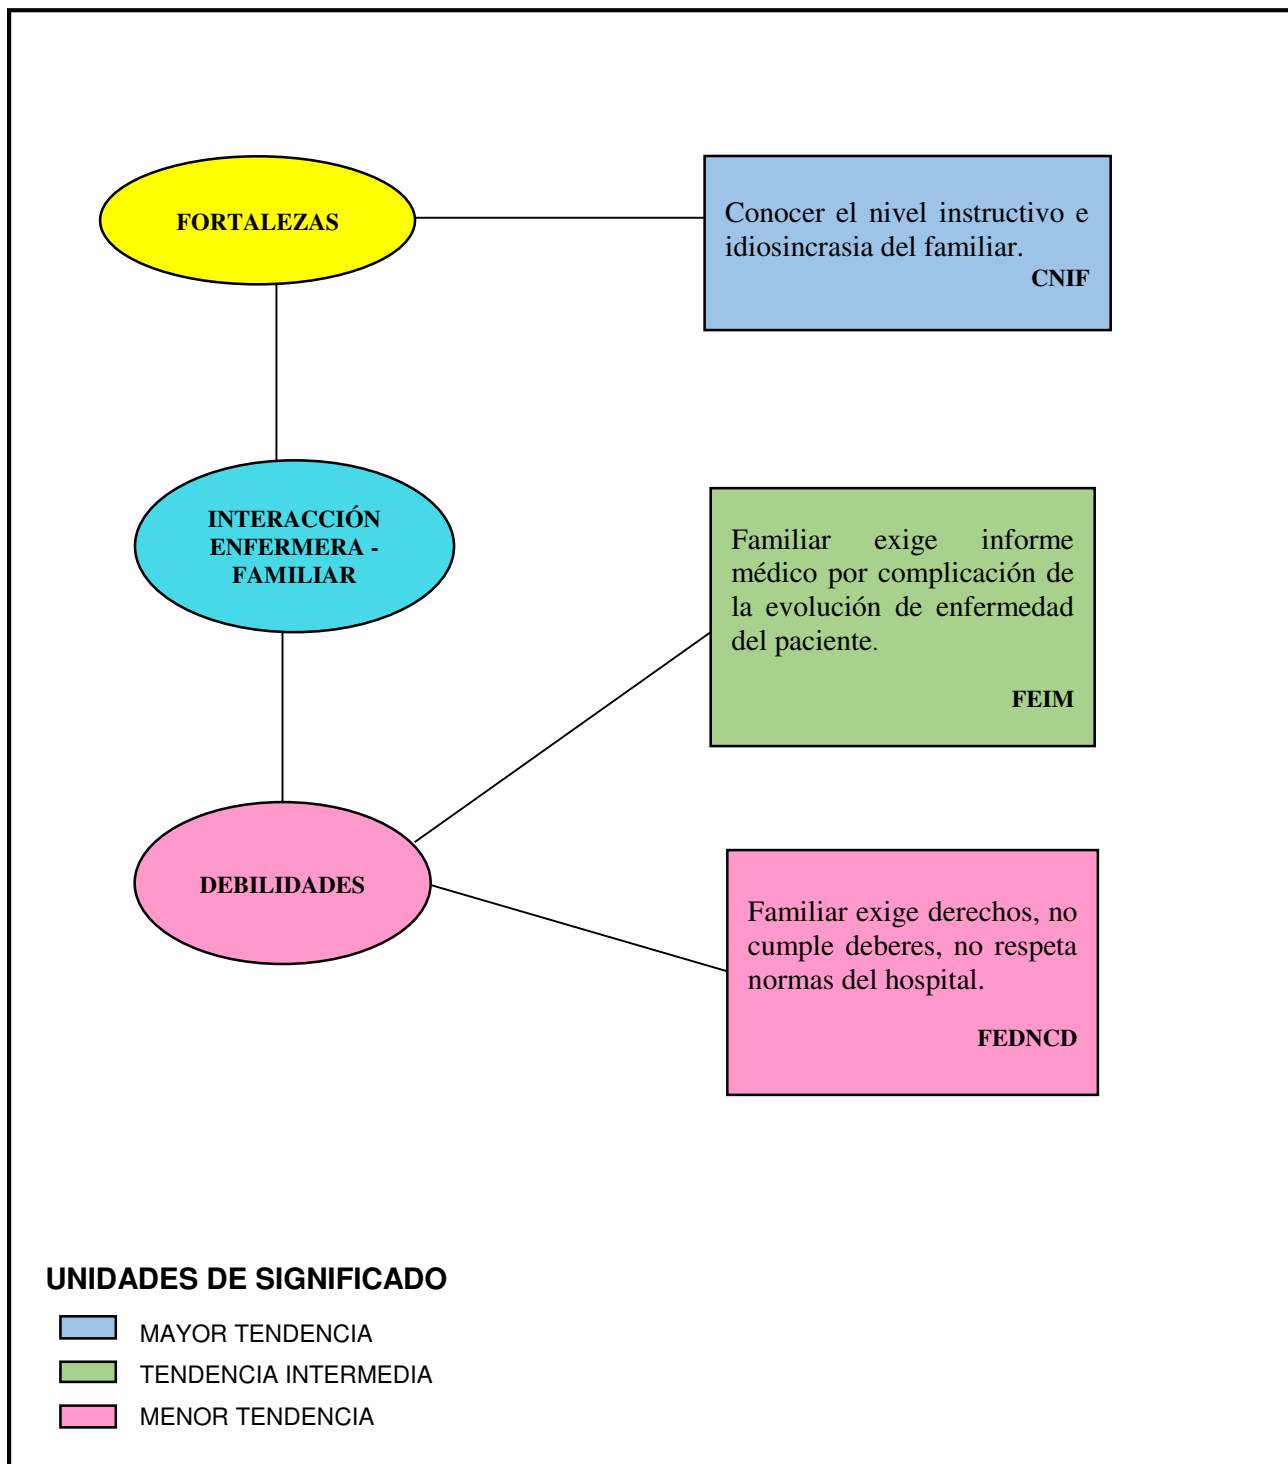 FORTALEZAS
Conocer el nivel instructivo e
idiosincrasia del familiar.
CNIF
INTERACCIÓN
ENFERMERA -
FAMILIAR
Familiar exige informe
médico por complicación de
la evolución de enfermedad
del paciente.
FEIM
DEBILIDADES
Familiar exige derechos, no
cumple deberes, no respeta
normas del hospital.
FEDNCD
UNIDADES DE SIGNIFICADO
MAYOR TENDENCIA
TENDENCIA INTERMEDIA
MENOR TENDENCIA